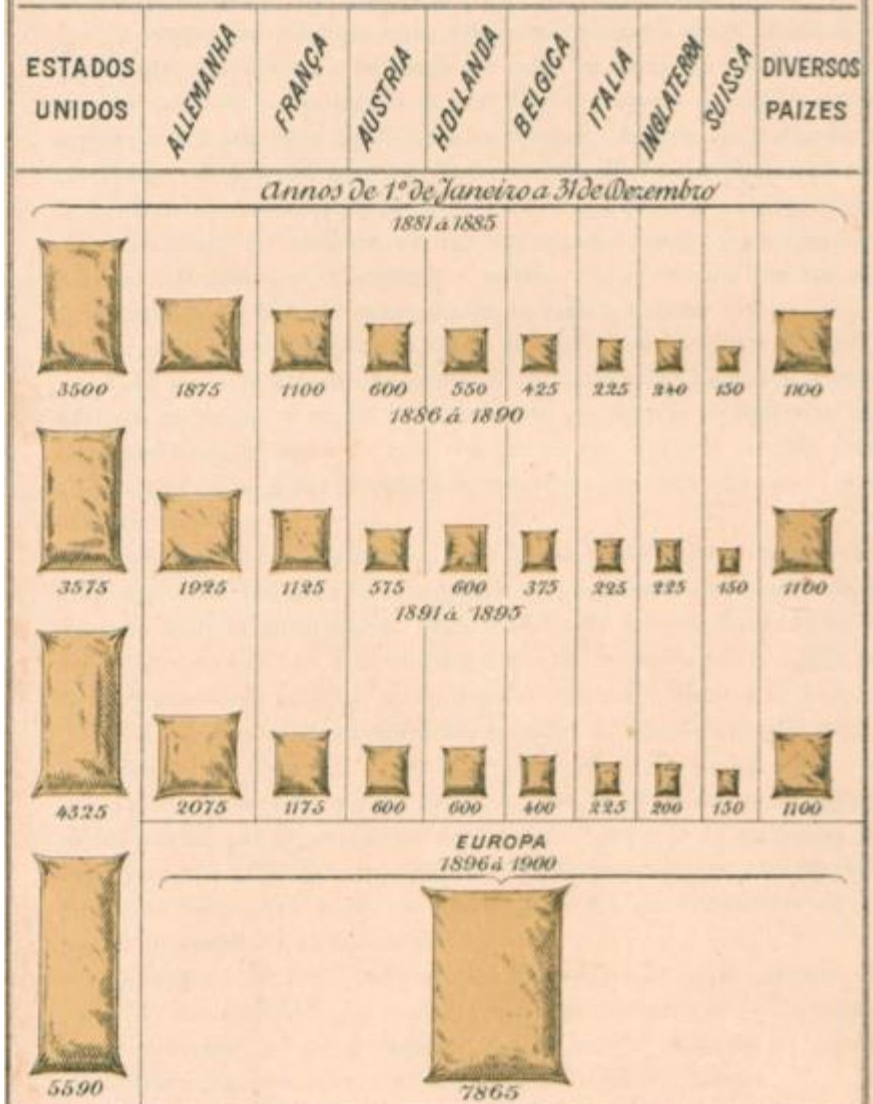 ESTADOS UNIDOS ALLEMANHA FRANÇA AUSTRIA HOLLANDA BELGICA ITALIA INGLATERRA SUISSA DIVERSOS PAIZES
Annos de 1.º de Janeiro a 31 de Dezembro
1881 á 1885
3500 1875 1100 600 550 425 225 240 150 1100
1886 á 1890
3575 1925 1125 575 600 375 225 225 150 1100
1891 á 1895
4325 2075 1175 600 600 400 225 200 150 1100
EUROPA
1896 á 1900
5590 7865